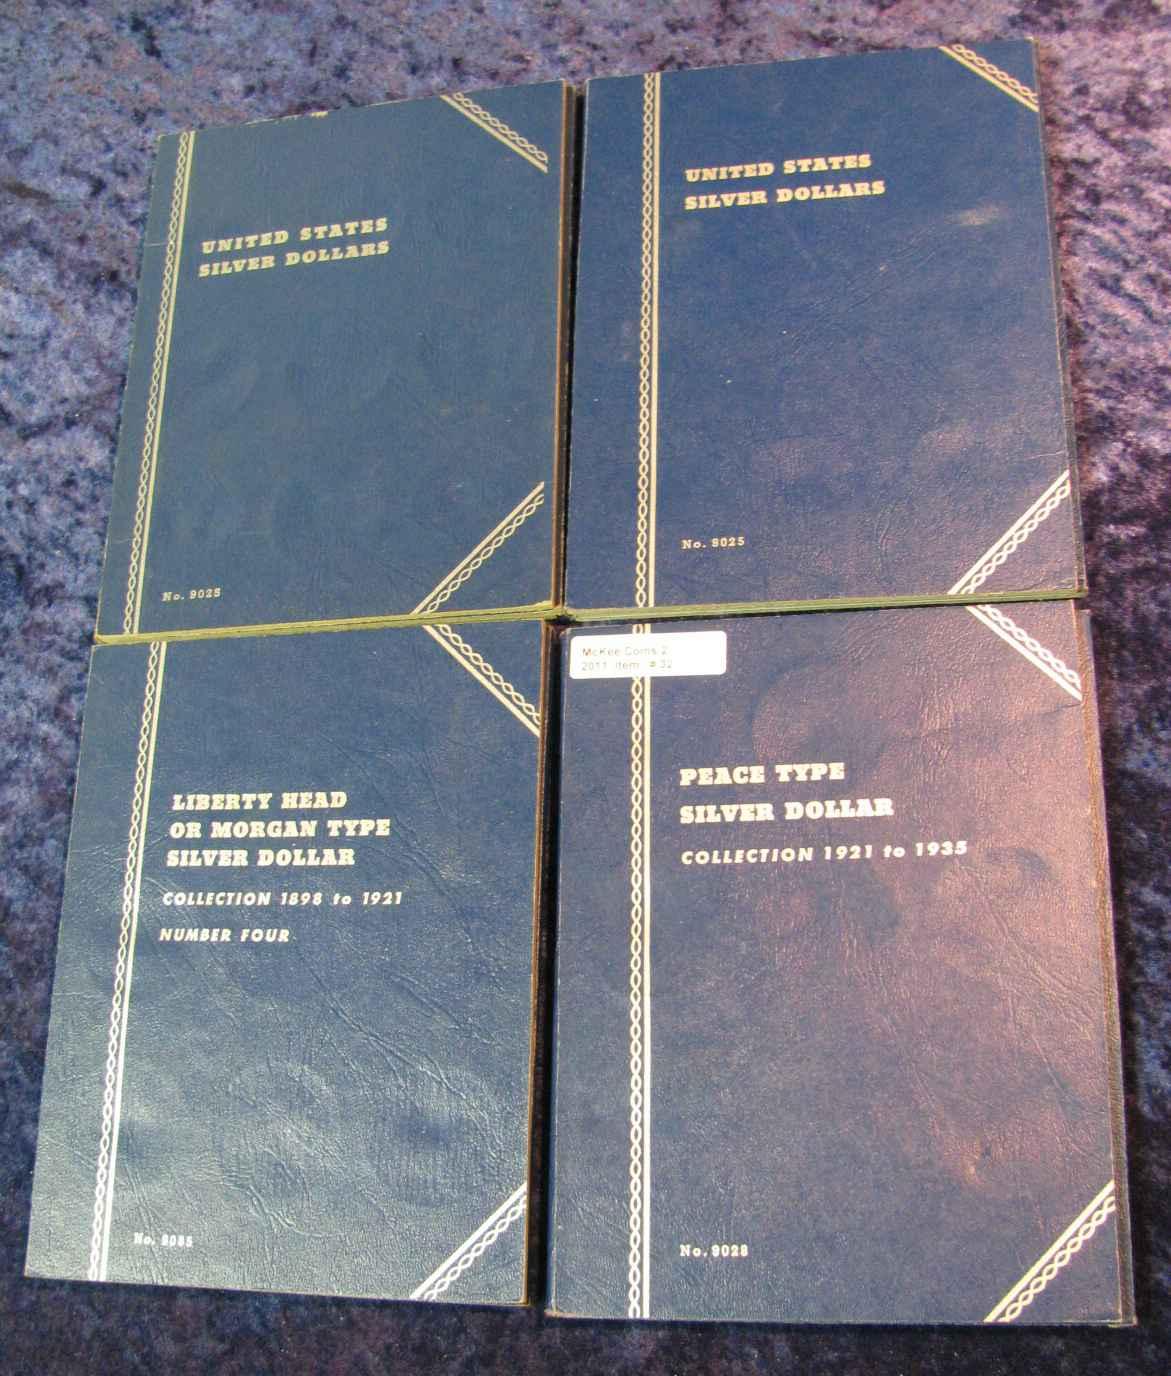 UNITED STATES
SILVER DOLLARS
No. 9025
UNITED STATES
SILVER DOLLARS
No. 9025
LIBERTY HEAD
OR MORGAN TYPE
SILVER DOLLAR
COLLECTION 1898 to 1921
NUMBER FOUR
No. 9085
McKee Coins 2
2011 Item # 32
PEACE TYPE
SILVER DOLLAR
COLLECTION 1921 to 1935
No. 9028